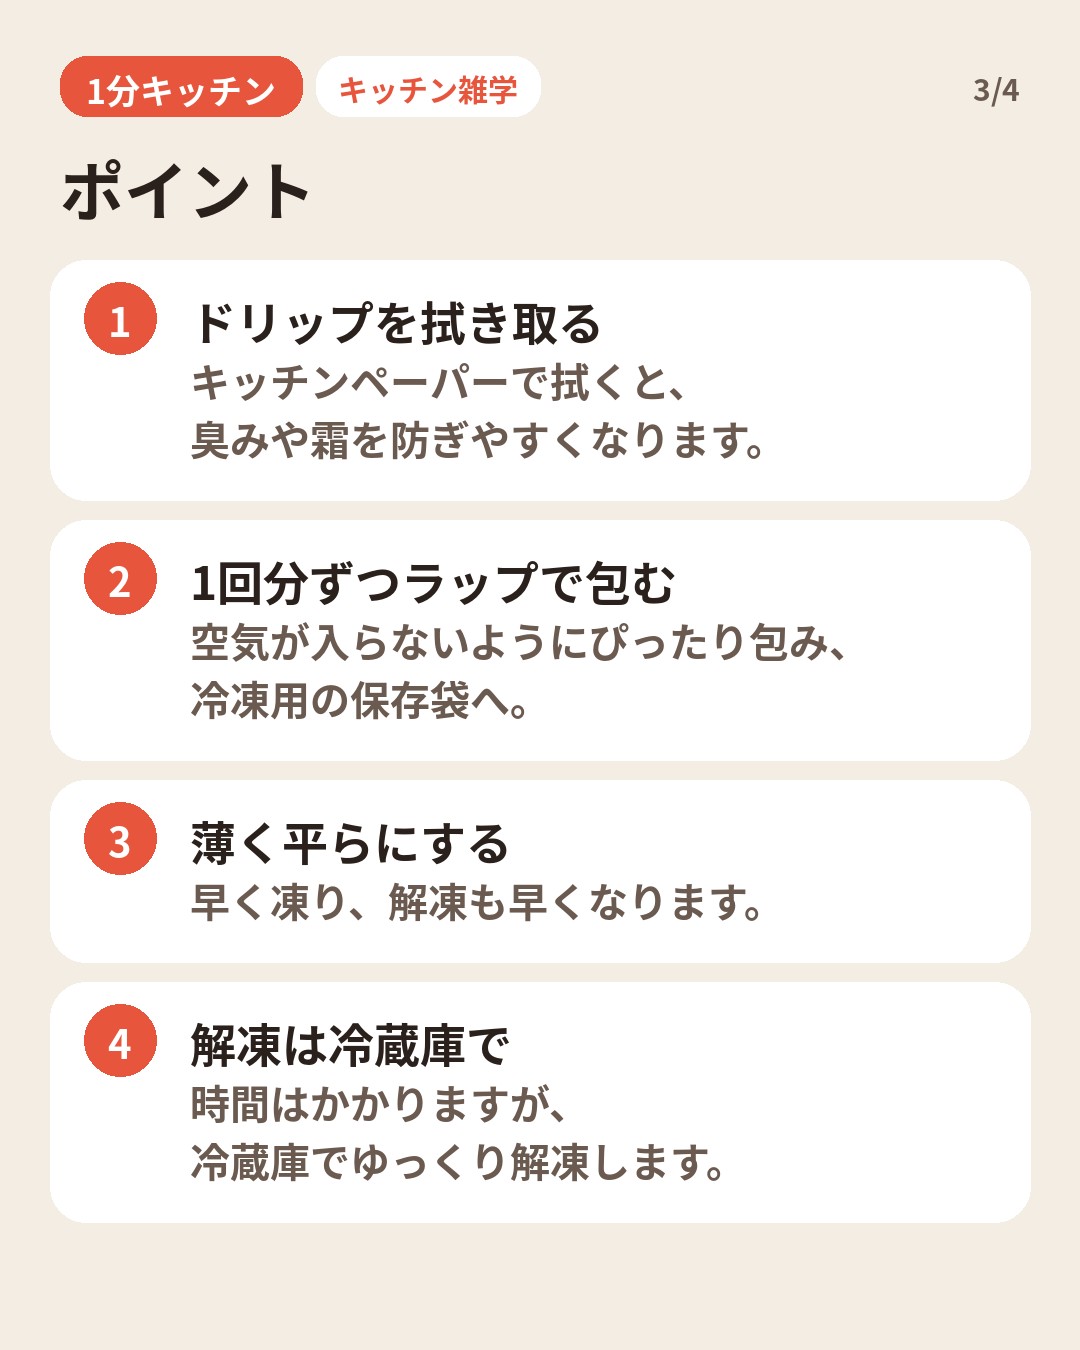 1分キッチン キッチン雑学 3/4
ポイント
1 ドリップを拭き取る
キッチンペーパーで拭くと、
臭みや霜を防ぎやすくなります。
2 1回分ずつラップで包む
空気が入らないようにぴったり包み、
冷凍用の保存袋へ。
3 薄く平らにする
早く凍り、解凍も早くなります。
4 解凍は冷蔵庫で
時間はかかりますが、
冷蔵庫でゆっくり解凍します。